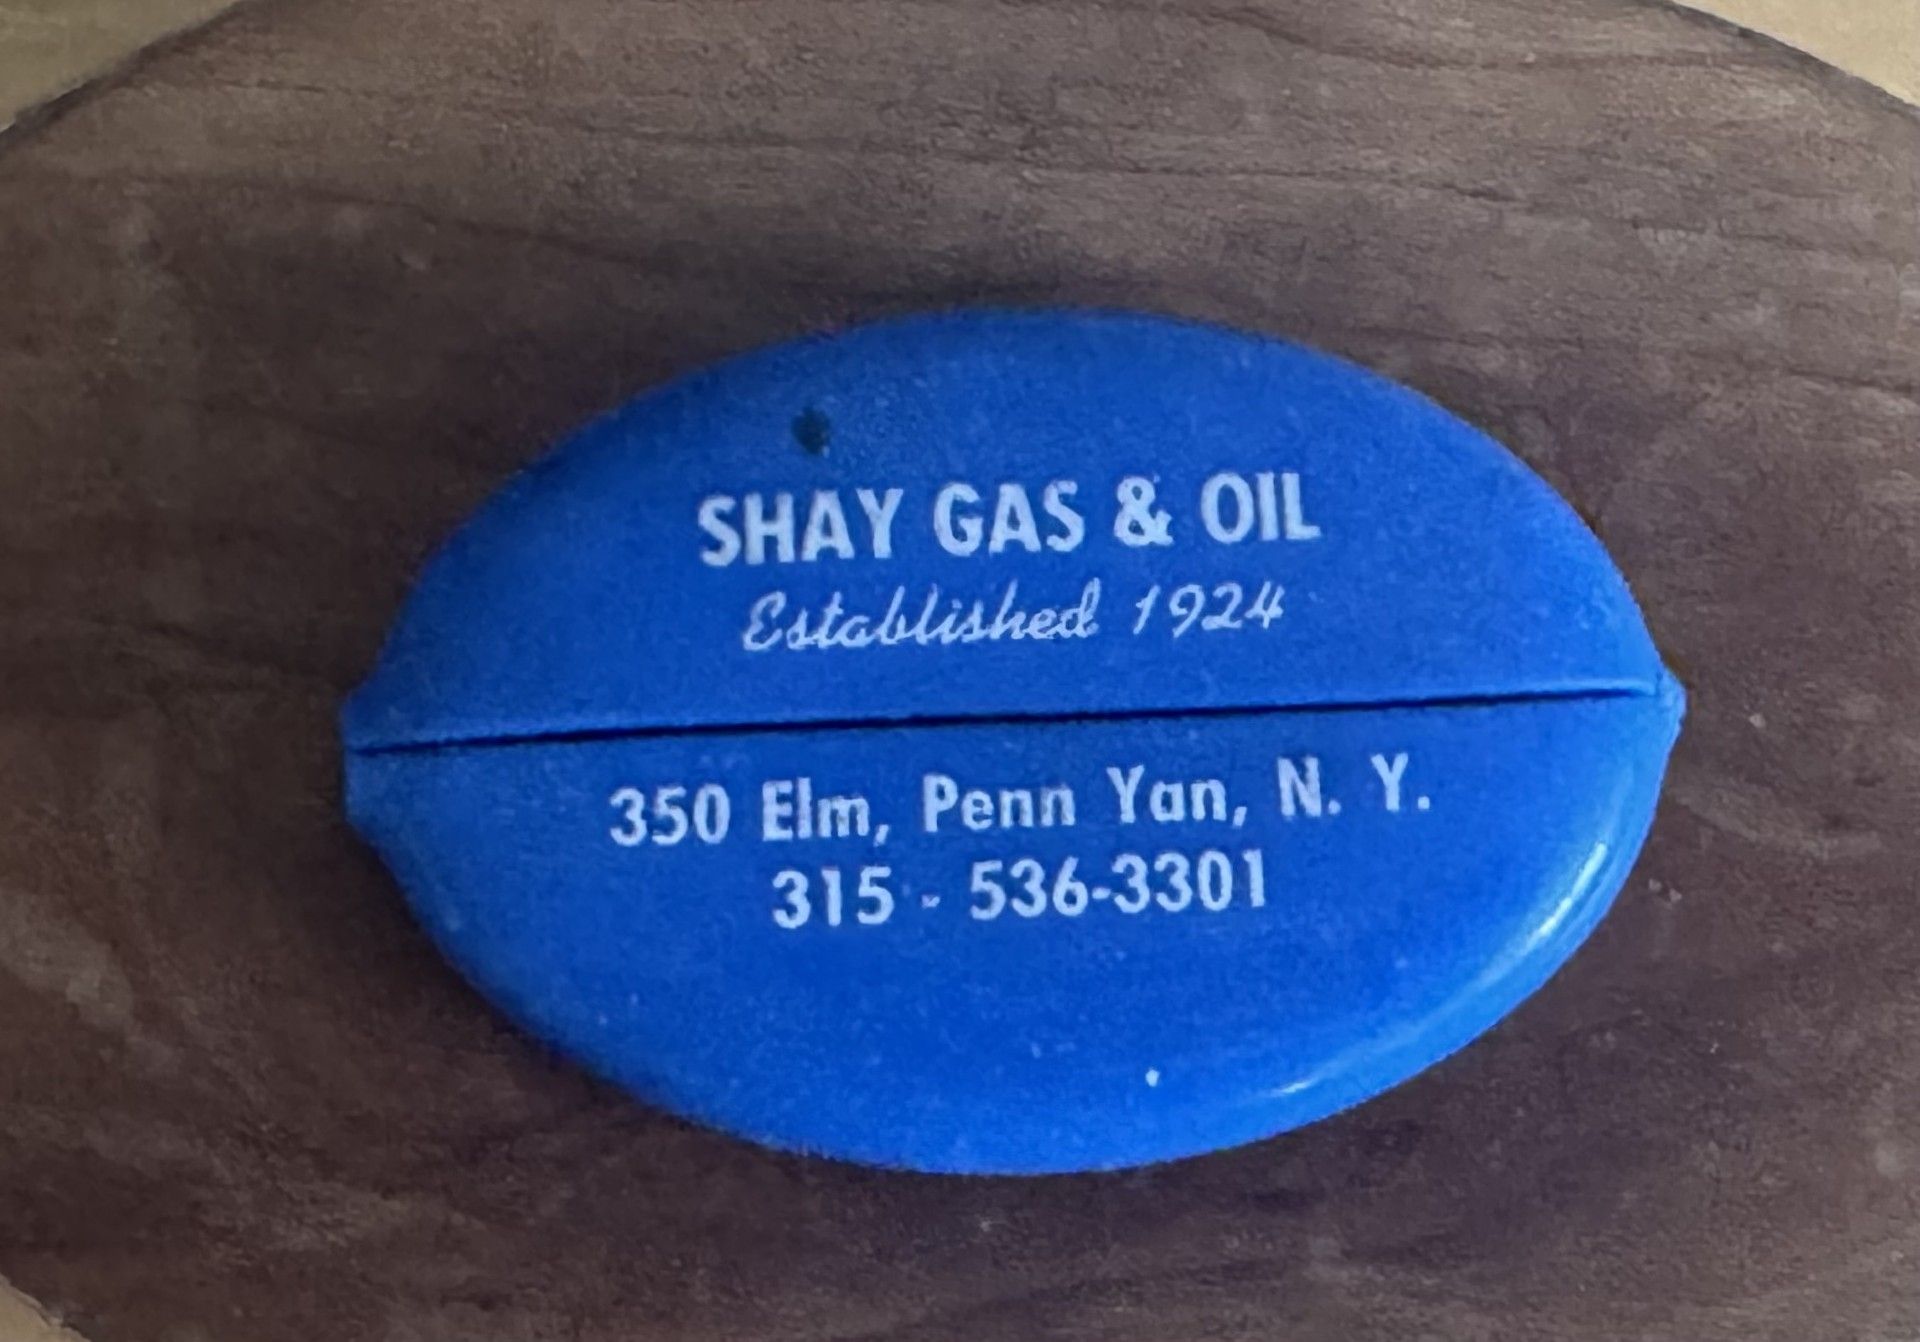 SHAY GAS & OIL
Established 1924
350 Elm, Penn Yan, N. Y.
315 - 536-3301